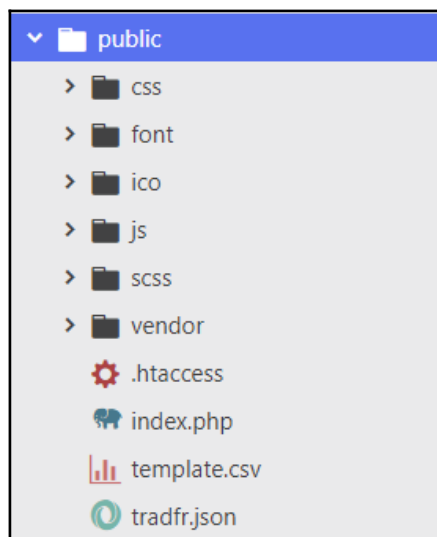 public
css
font
ico
js
scss
vendor
.htaccess
index.php
template.csv
tradfr.json